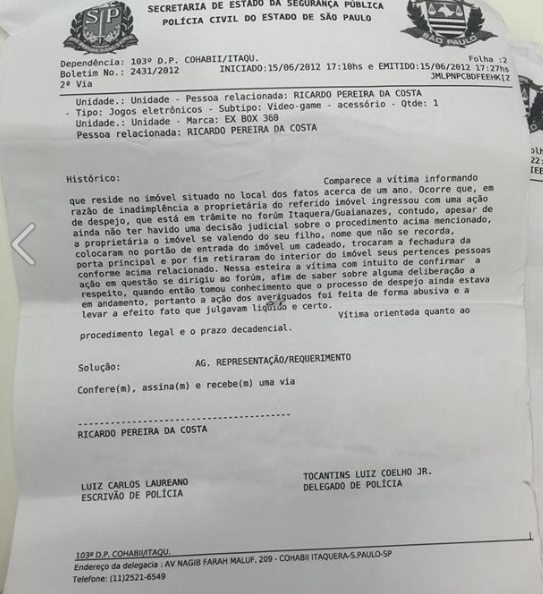 SECRETARIA DE ESTADO DA SEGURANÇA PÚBLICA
POLÍCIA CIVIL DO ESTADO DE SÃO PAULO
SP
SÃO PAULO
Dependência: 103º D.P. COHABII/ITAQU.
Folha :2
Boletim No.: 2431/2012
INICIADO:15/06/2012 17:10hs e EMITIDO:15/06/2012 17:27hs
2ª Via
JMLPNPCBDFEEHK[Z
Unidade.: Unidade - Pessoa relacionada: RICARDO PEREIRA DA COSTA
- Tipo: Jogos eletrônicos - Subtipo: Video-game - acessório - Qtde: 1
Unidade.: Unidade - Marca: EX BOX 360
Pessoa relacionada: RICARDO PEREIRA DA COSTA
Histórico:
Comparece a vítima informando
que reside no imóvel situado no local dos fatos acerca de um ano. Ocorre que, em
razão de inadimplência a proprietária do referido imóvel ingressou com uma ação
de despejo, que está em trâmite no forúm Itaquera/Guaianazes, contudo, apesar de
ainda não ter havido uma decisão judicial sobre o procedimento acima mencionado,
a proprietária o imóvel se valendo do seu filho, nome que não se recorda,
colocaram no portão de entrada do imóvel um cadeado, trocaram a fechadura da
porta principal e por fim retiraram do interior do imóvel seus pertences pessoas
conforme acima relacionado. Nessa esteira a vítima com intuito de confirmar a
ação em questão se dirigiu ao forúm, afim de saber sobre alguma deliberação a
respeito, quando então tomou conhecimento que o processo de despejo ainda estava
em andamento, portanto a ação dos averiguados foi feita de forma abusiva e a
levar a efeito fato que julgavam líquido e certo.
Vítima orientada quanto ao
procedimento legal e o prazo decadencial.
Solução:
AG. REPRESENTAÇÃO/REQUERIMENTO
Confere(m), assina(m) e recebe(m) uma via
RICARDO PEREIRA DA COSTA
LUIZ CARLOS LAUREANO
ESCRIVÃO DE POLÍCIA
TOCANTINS LUIZ COELHO JR.
DELEGADO DE POLÍCIA
103º D.P. COHABII/ITAQU.
Endereço da delegacia : AV NAGIB FARAH MALUF, 209 - COHABII ITAQUERA-S.PAULO-SP
Telefone: (11)2521-6549